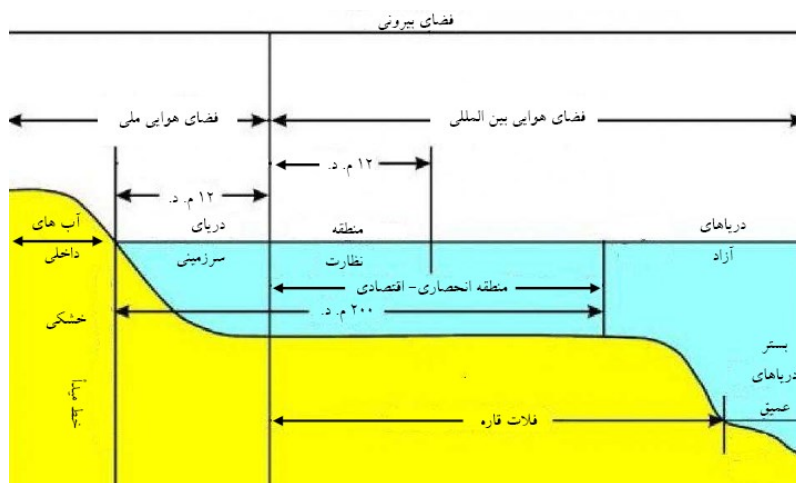 فضای بیرونی
فضای هوایی بین المللی
فضای هوایی ملی
۱۲ م. د.
۱۲ م. د.
دریاهای
آزاد
منطقه
نظارت
دریای
سرزمینی
آب های
داخلی
منطقه انحصاری- اقتصادی
۲۰۰ م. د.
خشکی
بستر
دریاهای
عمیق
خط مبدأ
فلات قاره